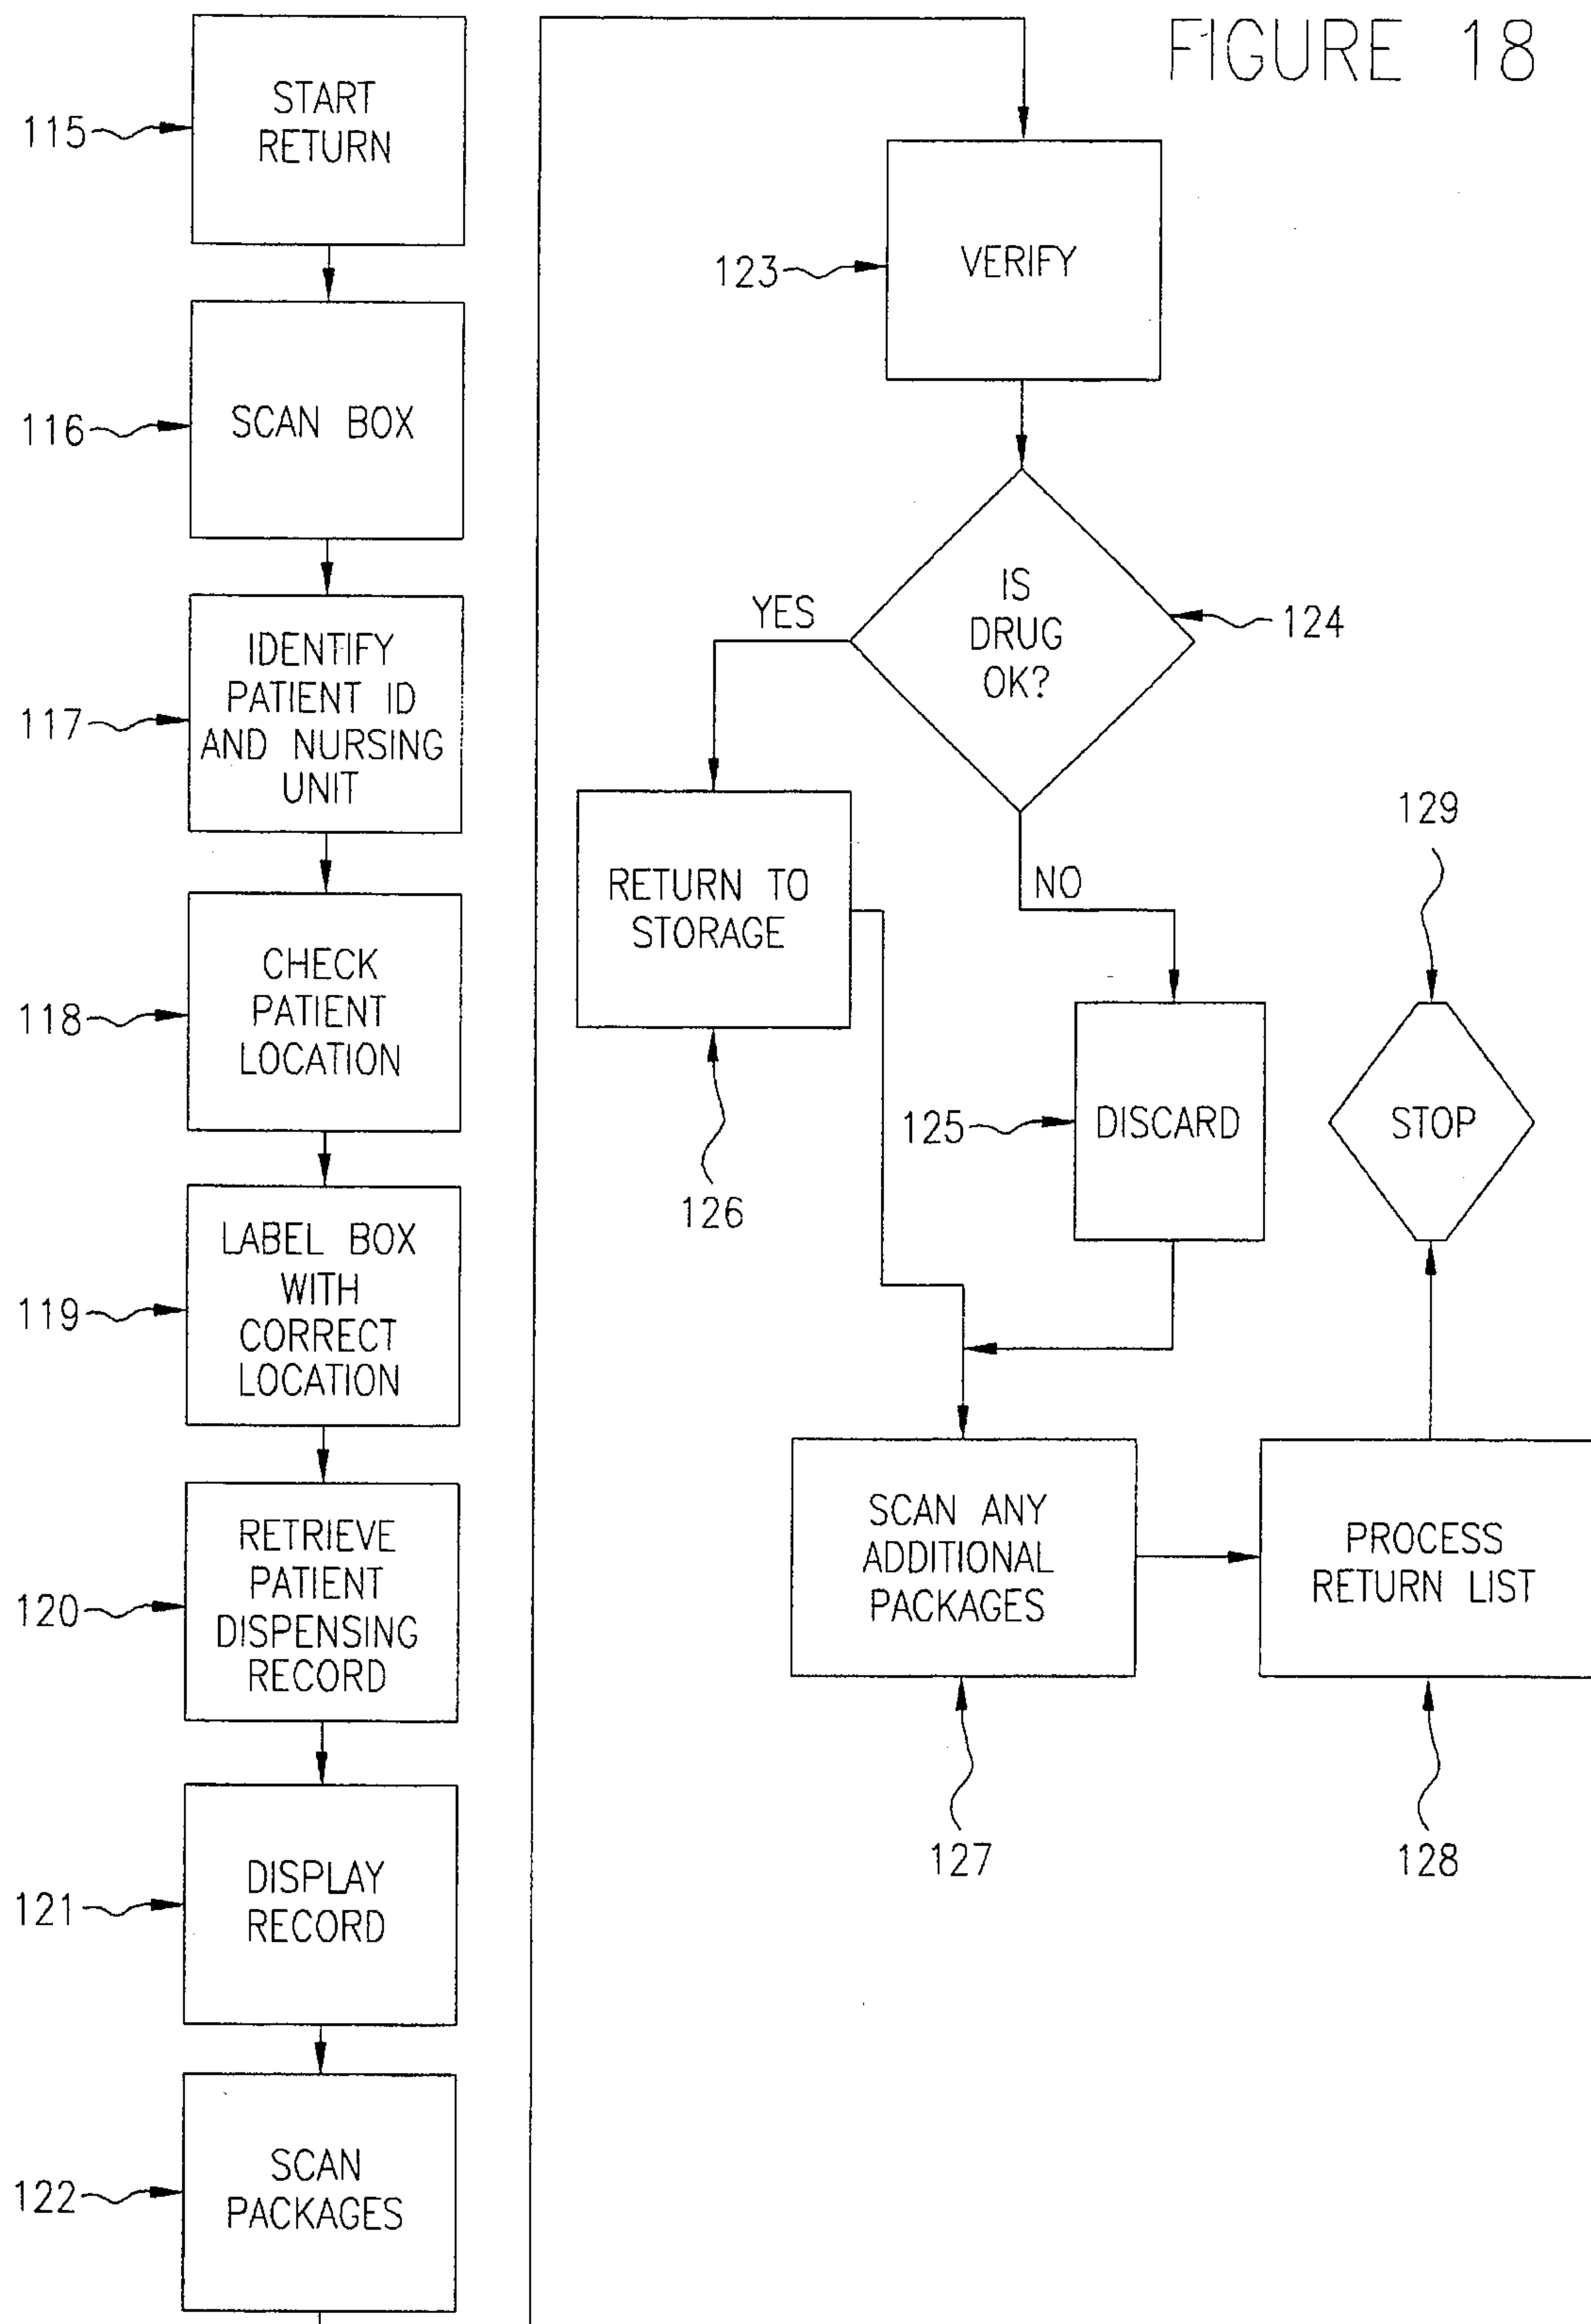 FIGURE 18
115
START
RETURN
116
SCAN BOX
117
IDENTIFY
PATIENT ID
AND NURSING
UNIT
118
CHECK
PATIENT
LOCATION
119
LABEL BOX
WITH
CORRECT
LOCATION
120
RETRIEVE
PATIENT
DISPENSING
RECORD
121
DISPLAY
RECORD
122
SCAN
PACKAGES
123
VERIFY
IS
DRUG
OK?
124
YES
NO
RETURN TO
STORAGE
126
125
DISCARD
129
STOP
SCAN ANY
ADDITIONAL
PACKAGES
127
PROCESS
RETURN LIST
128